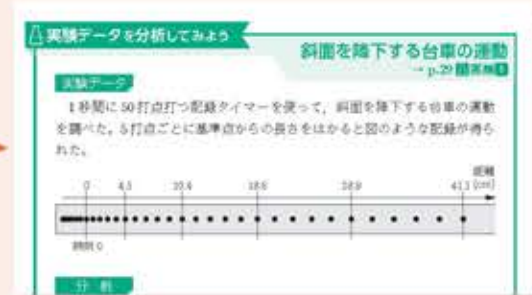 実験データを分析してみよう
斜面を降下する台車の運動
→ p.29
実験データ
1秒間に50打点打つ記録タイマーを使って，斜面を降下する台車の運動
を調べた。5打点ごとに基準点からの長さをはかると図のような記録が得ら
れた。
距離
0 4.3 10.4 18.6 28.9 41.3 (cm)
時刻 0
分析